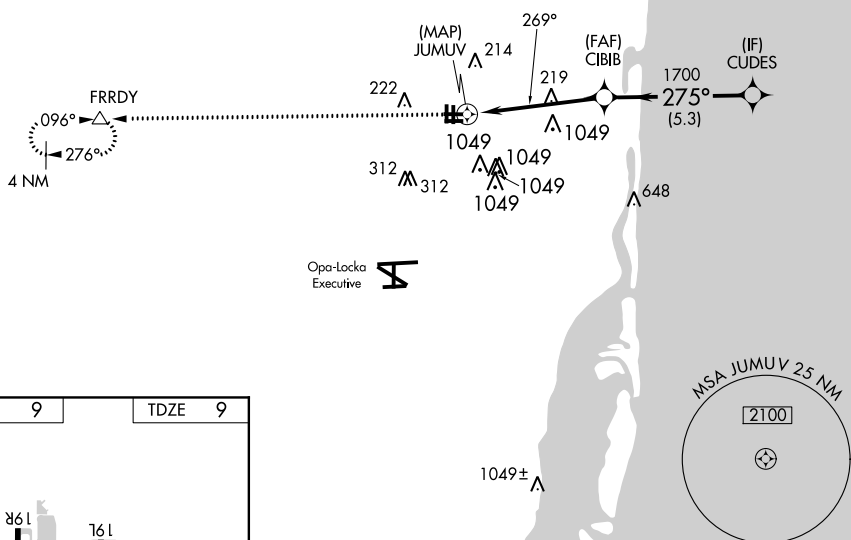 (MAP)
JUMUV
214
269°
(FAF)
CIBIB
(IF)
CUDES
1700
275°
(5.3)
219
222
FRRDY
096°
276°
4 NM
1049
1049
1049
1049
1049
312
312
648
Opa-Locka
Executive
MSA JUMUV 25 NM
2100
1049±
9
TDZE 9
19R
19L